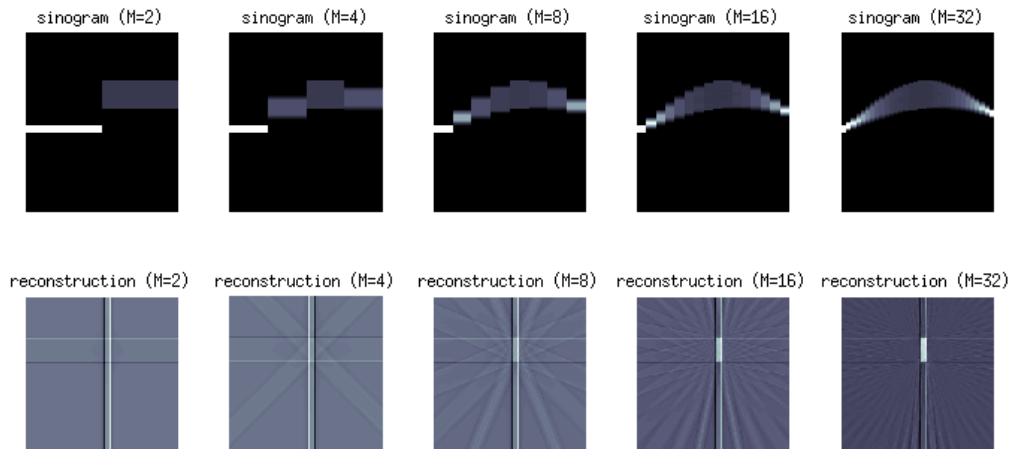 sinogram (M=2)
sinogram (M=4)
sinogram (M=8)
sinogram (M=16)
sinogram (M=32)
reconstruction (M=2)
reconstruction (M=4)
reconstruction (M=8)
reconstruction (M=16)
reconstruction (M=32)